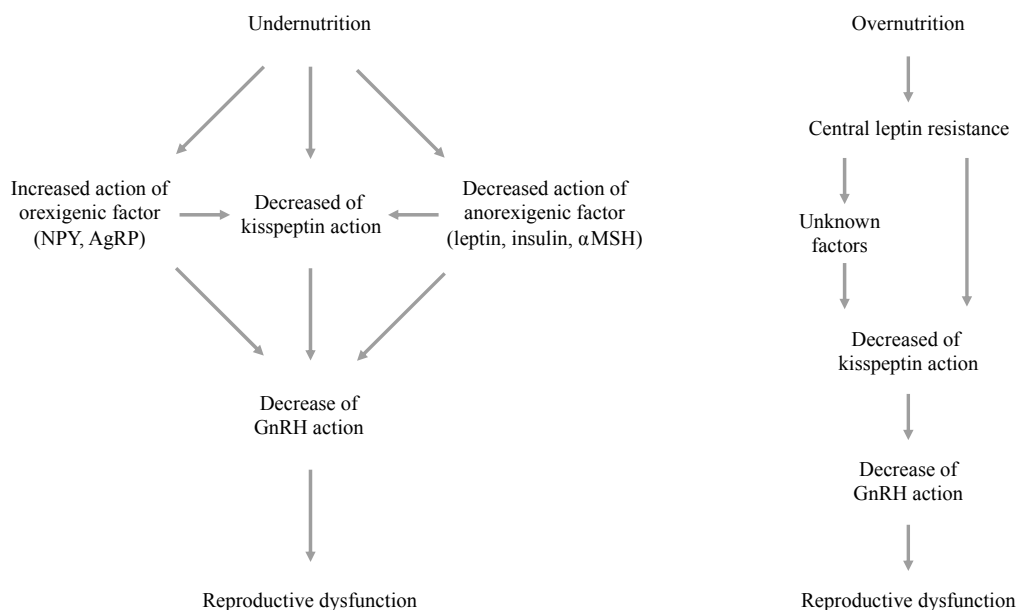 Undernutrition
Increased action of
orexigenic factor
(NPY, AgRP)
Decreased of
kisspeptin action
Decreased action of
anorexigenic factor
(leptin, insulin, αMSH)
Decrease of
GnRH action
Reproductive dysfunction
Overnutrition
Central leptin resistance
Unknown
factors
Decreased of
kisspeptin action
Decrease of
GnRH action
Reproductive dysfunction